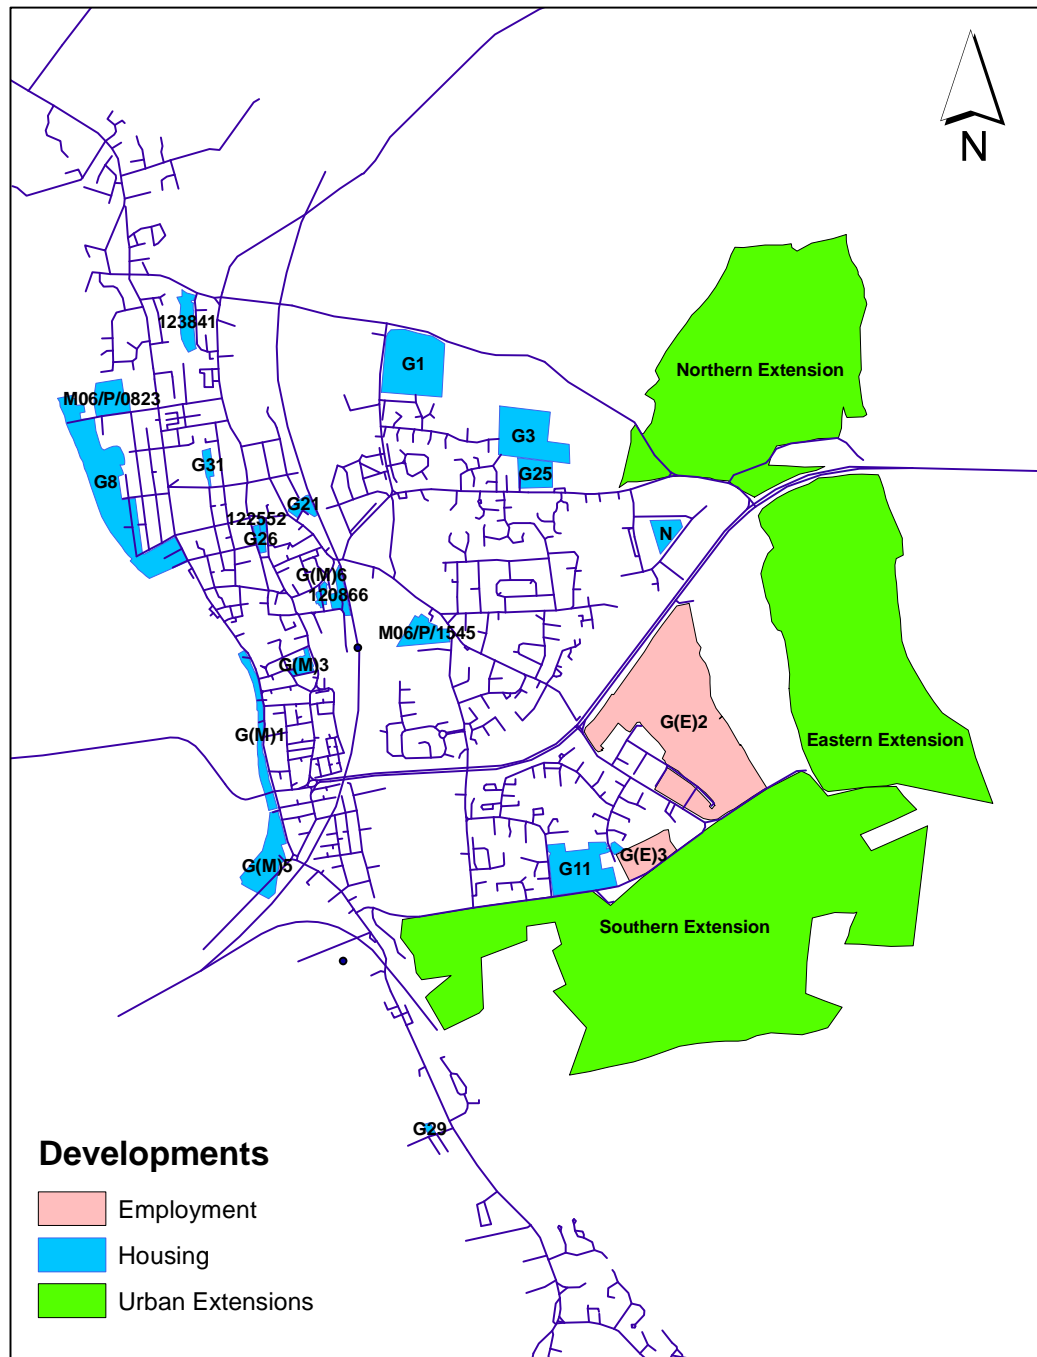 N
123841
G1
Northern Extension
M06/P/0823
G3
G31
G25
G8
G21
122552
G26
N
G(M)6
120866
M06/P/1545
G(M)3
G(E)2
G(M)1
Eastern Extension
G(E)3
G(M)5
G11
Southern Extension
G29
Developments
Employment
Housing
Urban Extensions